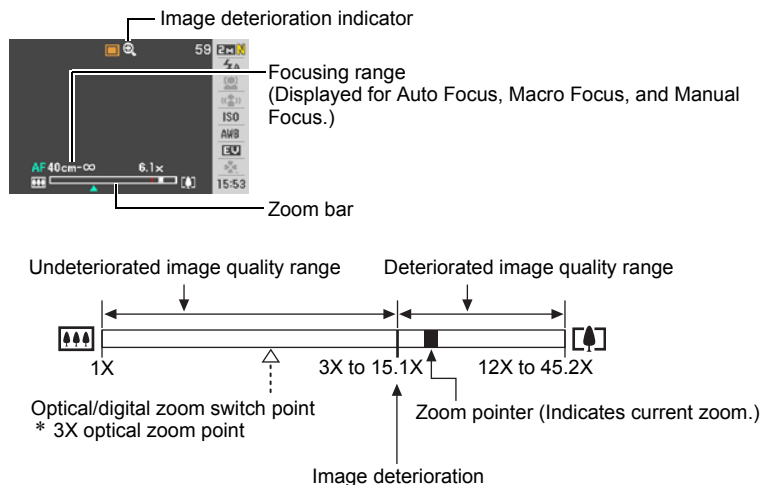 Image deterioration indicator
59 2M N
Focusing range
(Displayed for Auto Focus, Macro Focus, and Manual
Focus.)
ISO
AWB
EV
AF 40cm-∞ 6.1×
15:53
Zoom bar
Undeteriorated image quality range Deteriorated image quality range
1X 3X to 15.1X 12X to 45.2X
Optical/digital zoom switch point
* 3X optical zoom point
Zoom pointer (Indicates current zoom.)
Image deterioration